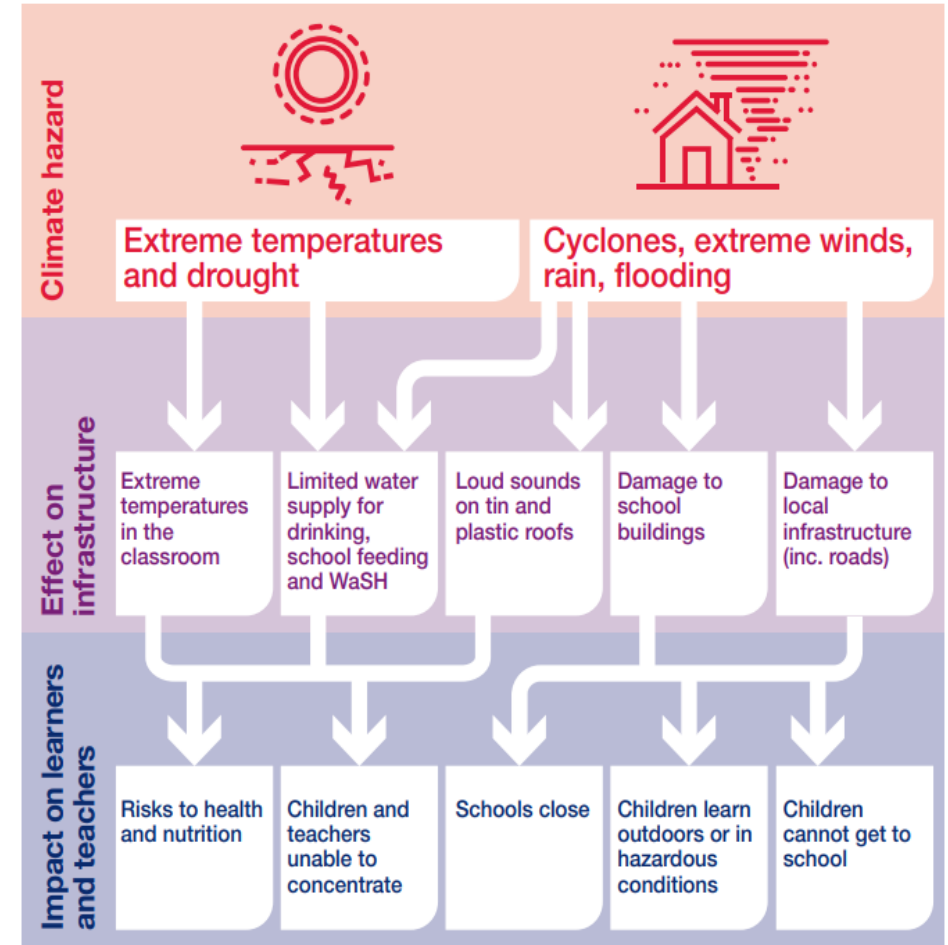 Climate hazard
Extreme temperatures
and drought
Cyclones, extreme winds,
rain, flooding
Effect on
infrastructure
Extreme
temperatures
in the
classroom
Limited water
supply for
drinking,
school feeding
and WaSH
Loud sounds
on tin and
plastic roofs
Damage to
school
buildings
Damage to
local
infrastructure
(inc. roads)
Impact on learners
and teachers
Risks to health
and nutrition
Children and
teachers
unable to
concentrate
Schools close
Children learn
outdoors or in
hazardous
conditions
Children
cannot get to
school